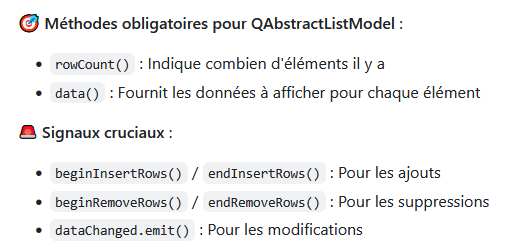 🎯 Méthodes obligatoires pour QAbstractListModel :
• rowCount() : Indique combien d'éléments il y a
• data() : Fournit les données à afficher pour chaque élément
🚨 Signaux cruciaux :
• beginInsertRows() / endInsertRows() : Pour les ajouts
• beginRemoveRows() / endRemoveRows() : Pour les suppressions
• dataChanged.emit() : Pour les modifications